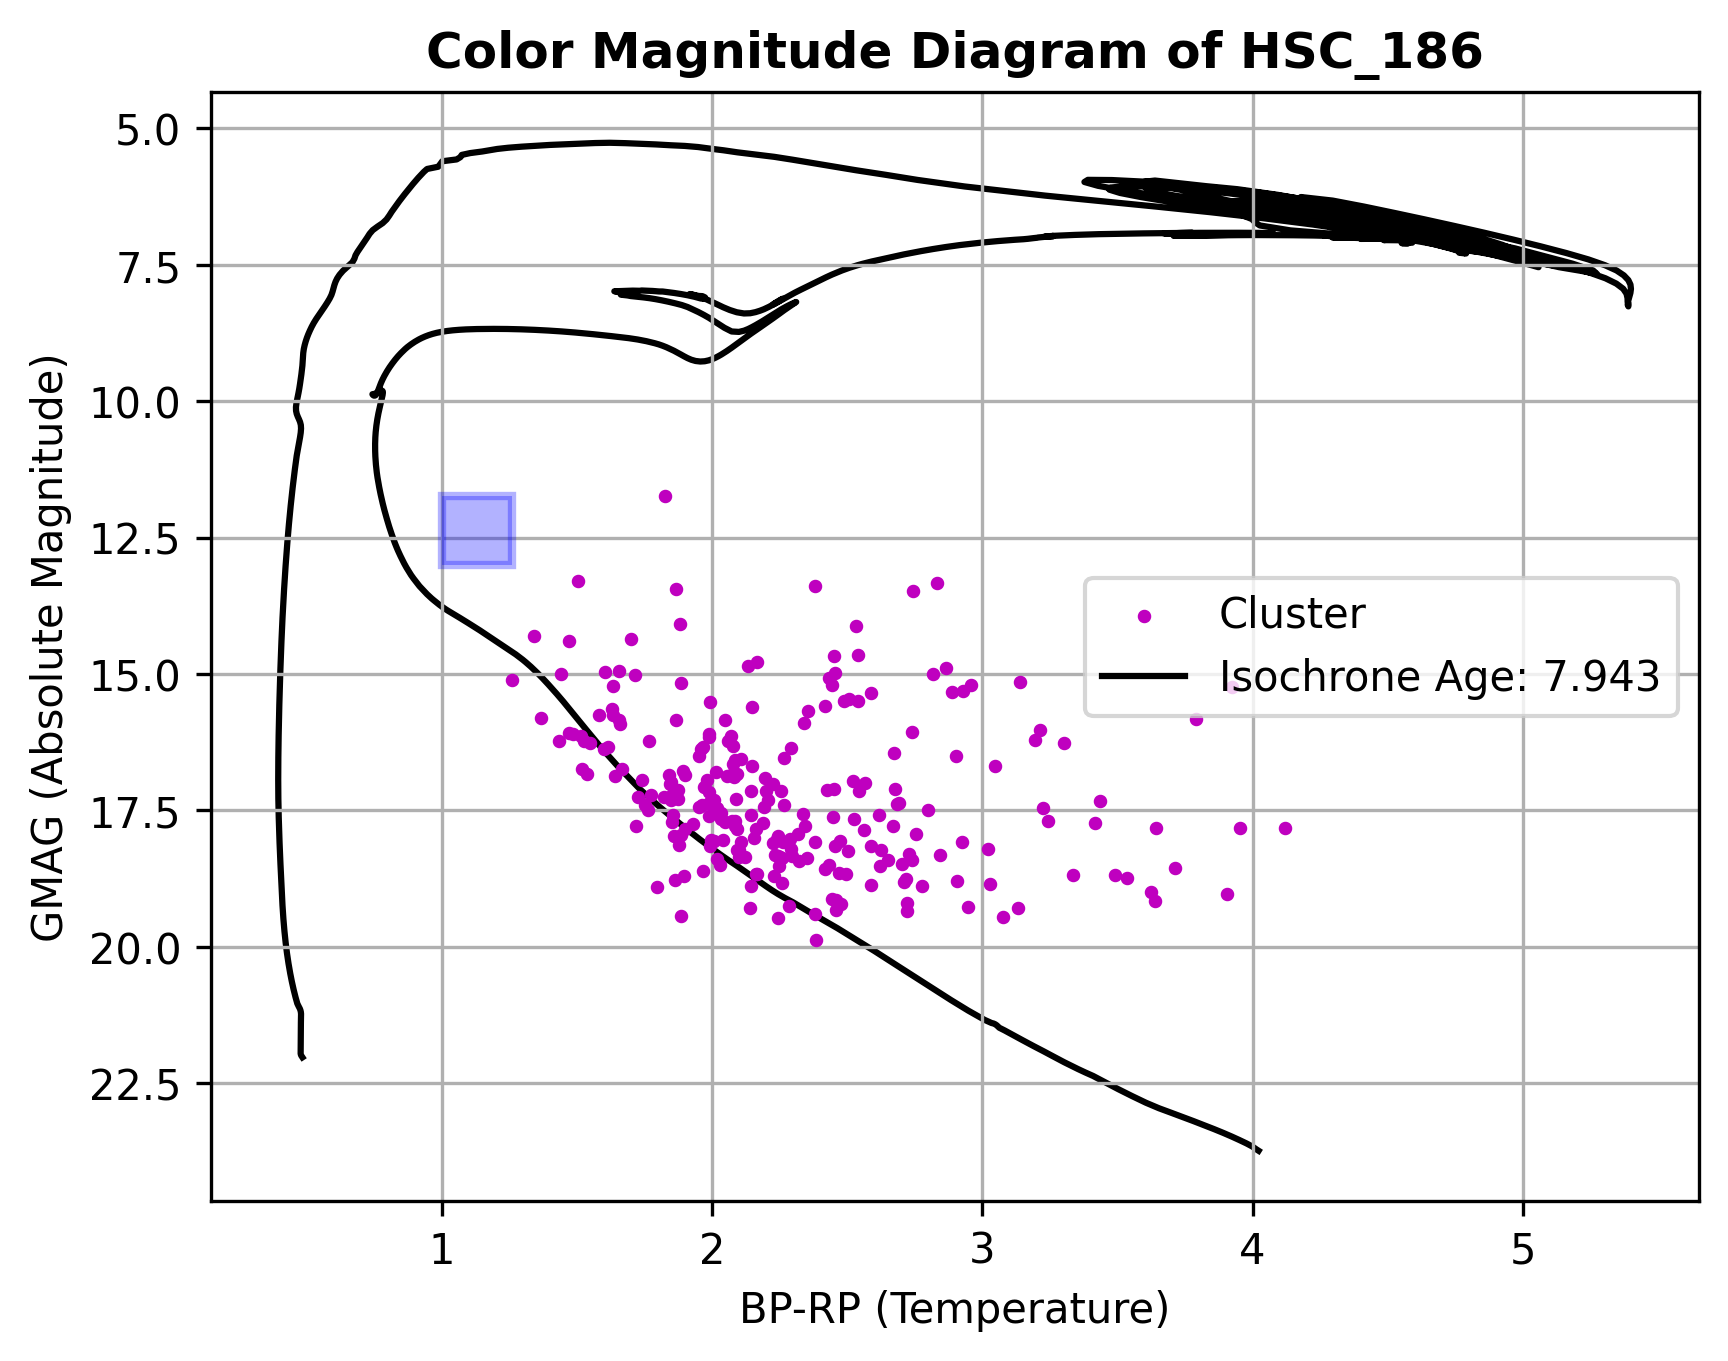 Color Magnitude Diagram of HSC_186
5.0
7.5
10.0
12.5
15.0
17.5
20.0
22.5
GMAG (Absolute Magnitude)
Cluster
Isochrone Age: 7.943
1 2 3 4 5
BP-RP (Temperature)